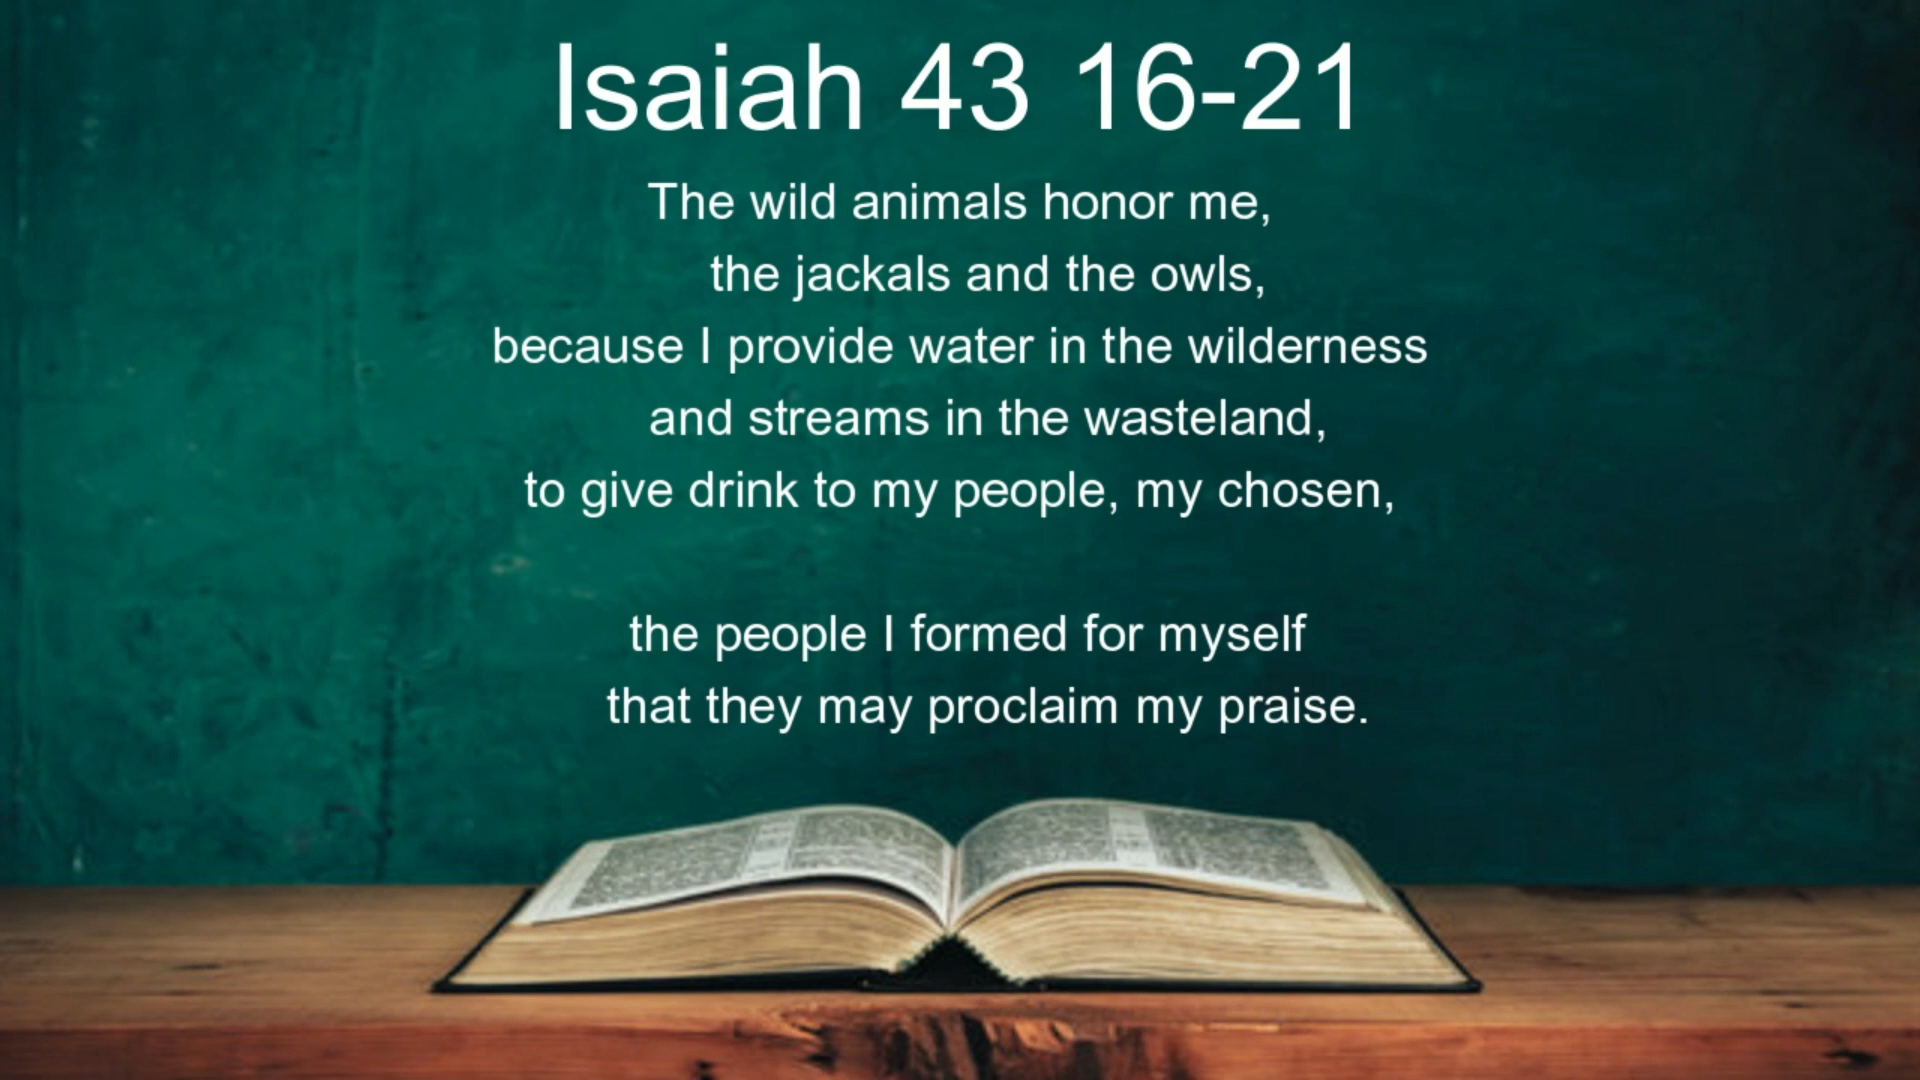 Isaiah 43 16-21
The wild animals honor me,
the jackals and the owls,
because I provide water in the wilderness
and streams in the wasteland,
to give drink to my people, my chosen,
the people I formed for myself
that they may proclaim my praise.